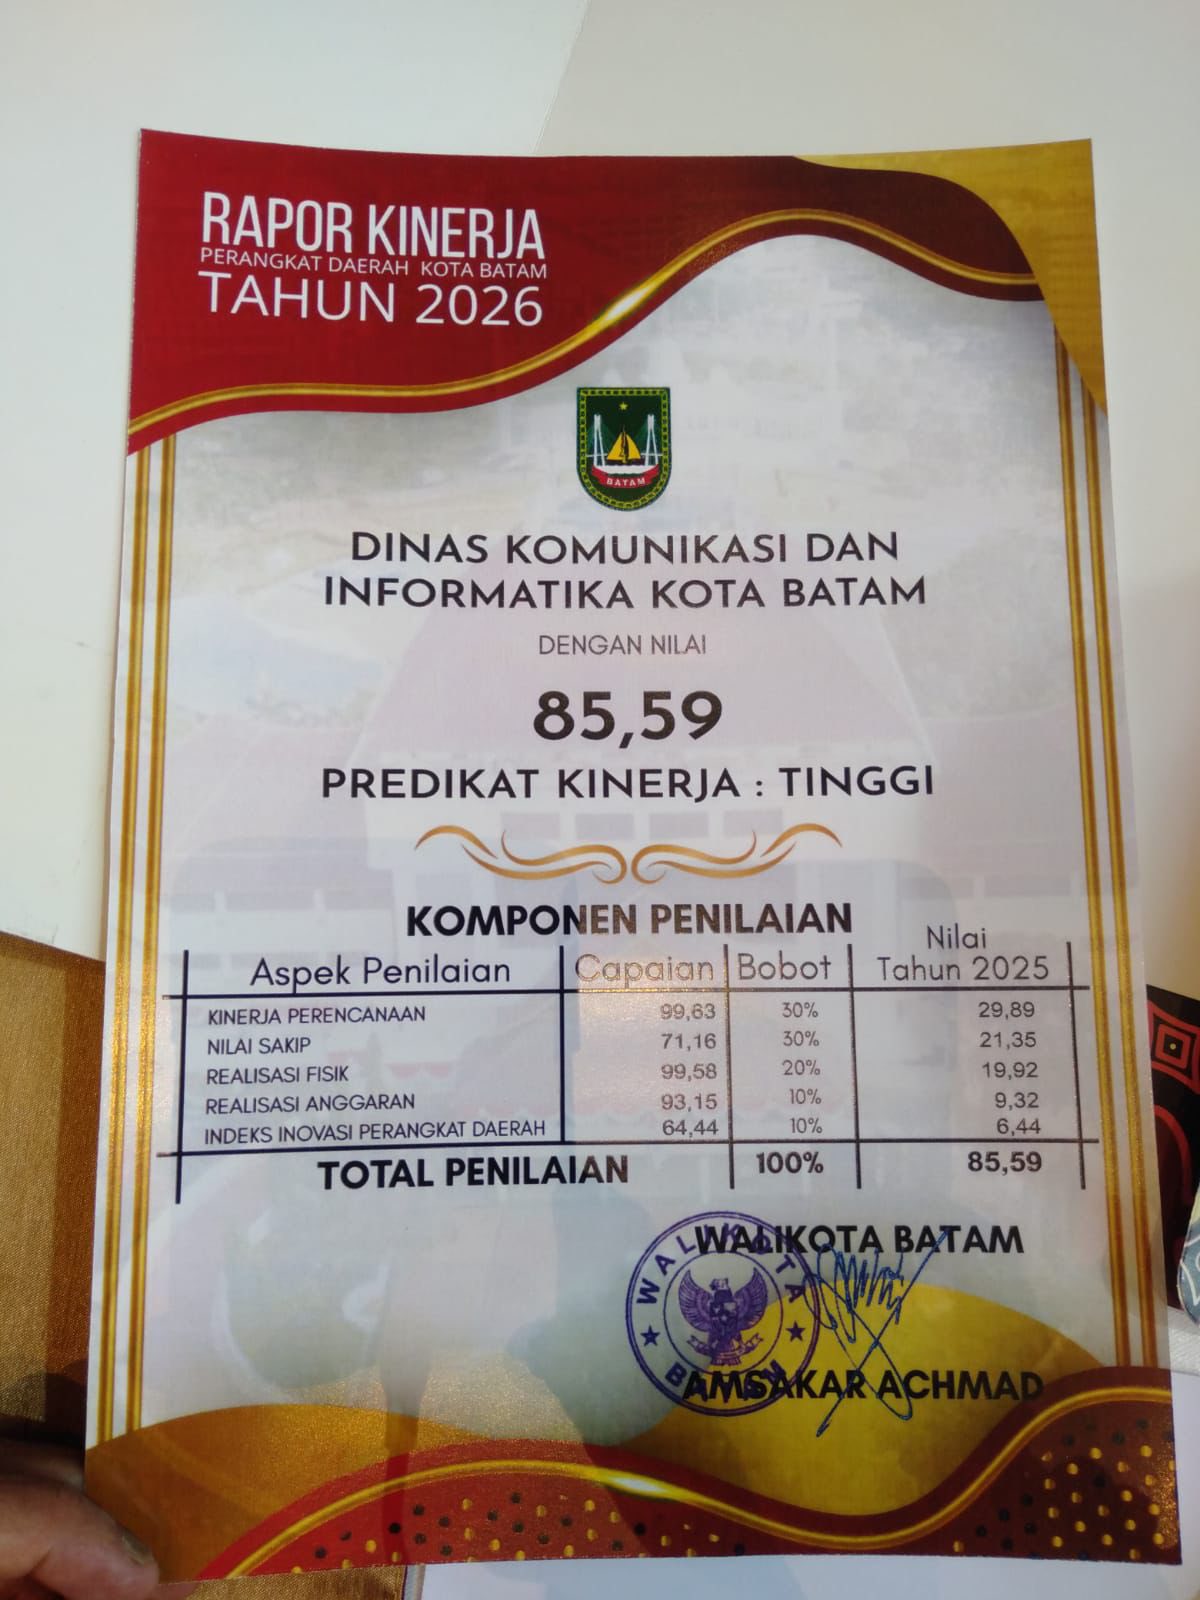 RAPOR KINERJA
PERANGKAT DAERAH KOTA BATAM
TAHUN 2026
BATAM
DINAS KOMUNIKASI DAN
INFORMATIKA KOTA BATAM
DENGAN NILAI
85,59
PREDIKAT KINERJA : TINGGI
KOMPONEN PENILAIAN
Aspek Penilaian Capaian Bobot Nilai Tahun 2025
KINERJA PERENCANAAN 99,63 30% 29,89
NILAI SAKIP 71,16 30% 21,35
REALISASI FISIK 99,58 20% 19,92
REALISASI ANGGARAN 93,15 10% 9,32
INDEKS INOVASI PERANGKAT DAERAH 64,44 10% 6,44
TOTAL PENILAIAN 100% 85,59
WALIKOTA BATAM
WALIKOTA
BATAM
AMSAKAR ACHMAD